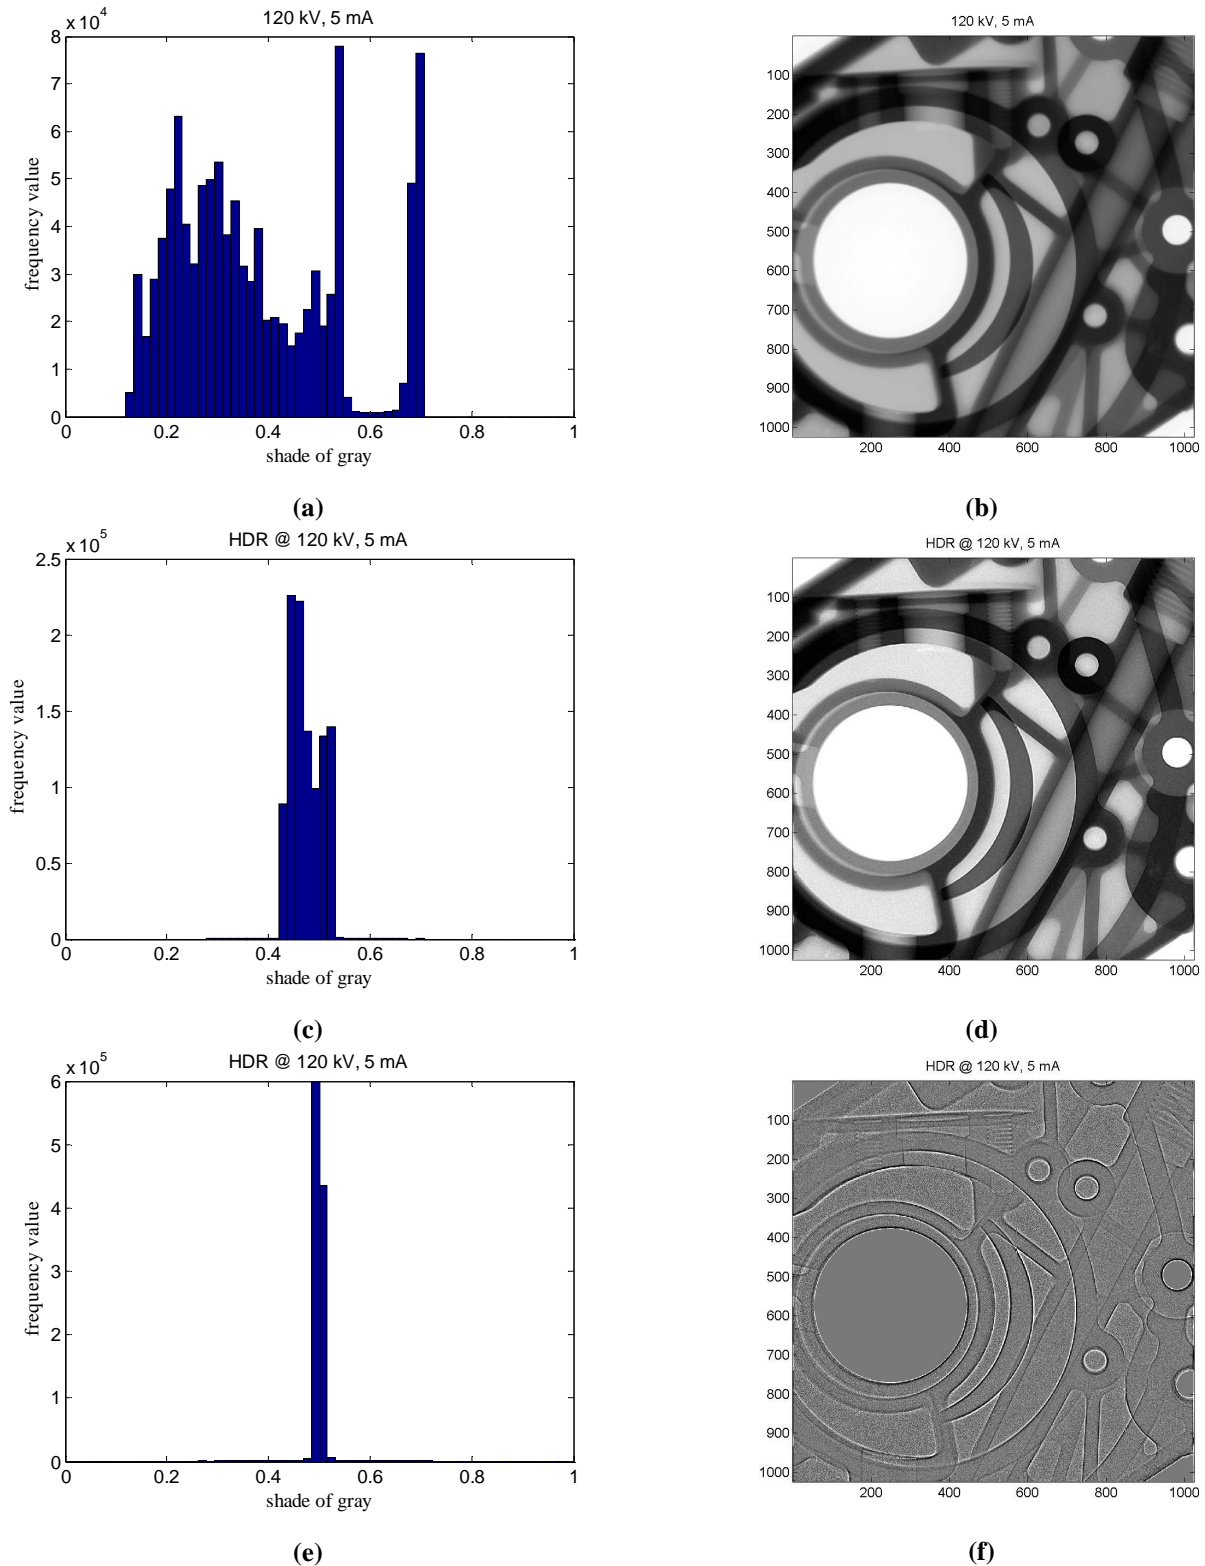 x 10^4
120 kV, 5 mA
8
7
6
5
4
3
2
1
0
frequency value
0 0.2 0.4 0.6 0.8 1
shade of gray
(a)
120 kV, 5 mA
100
200
300
400
500
600
700
800
900
1000
200 400 600 800 1000
(b)
x 10^5
HDR @ 120 kV, 5 mA
2.5
2
1.5
1
0.5
0
frequency value
0 0.2 0.4 0.6 0.8 1
shade of gray
(c)
HDR @ 120 kV, 5 mA
100
200
300
400
500
600
700
800
900
1000
200 400 600 800 1000
(d)
x 10^5
HDR @ 120 kV, 5 mA
6
5
4
3
2
1
0
frequency value
0 0.2 0.4 0.6 0.8 1
shade of gray
(e)
HDR @ 120 kV, 5 mA
100
200
300
400
500
600
700
800
900
1000
200 400 600 800 1000
(f)